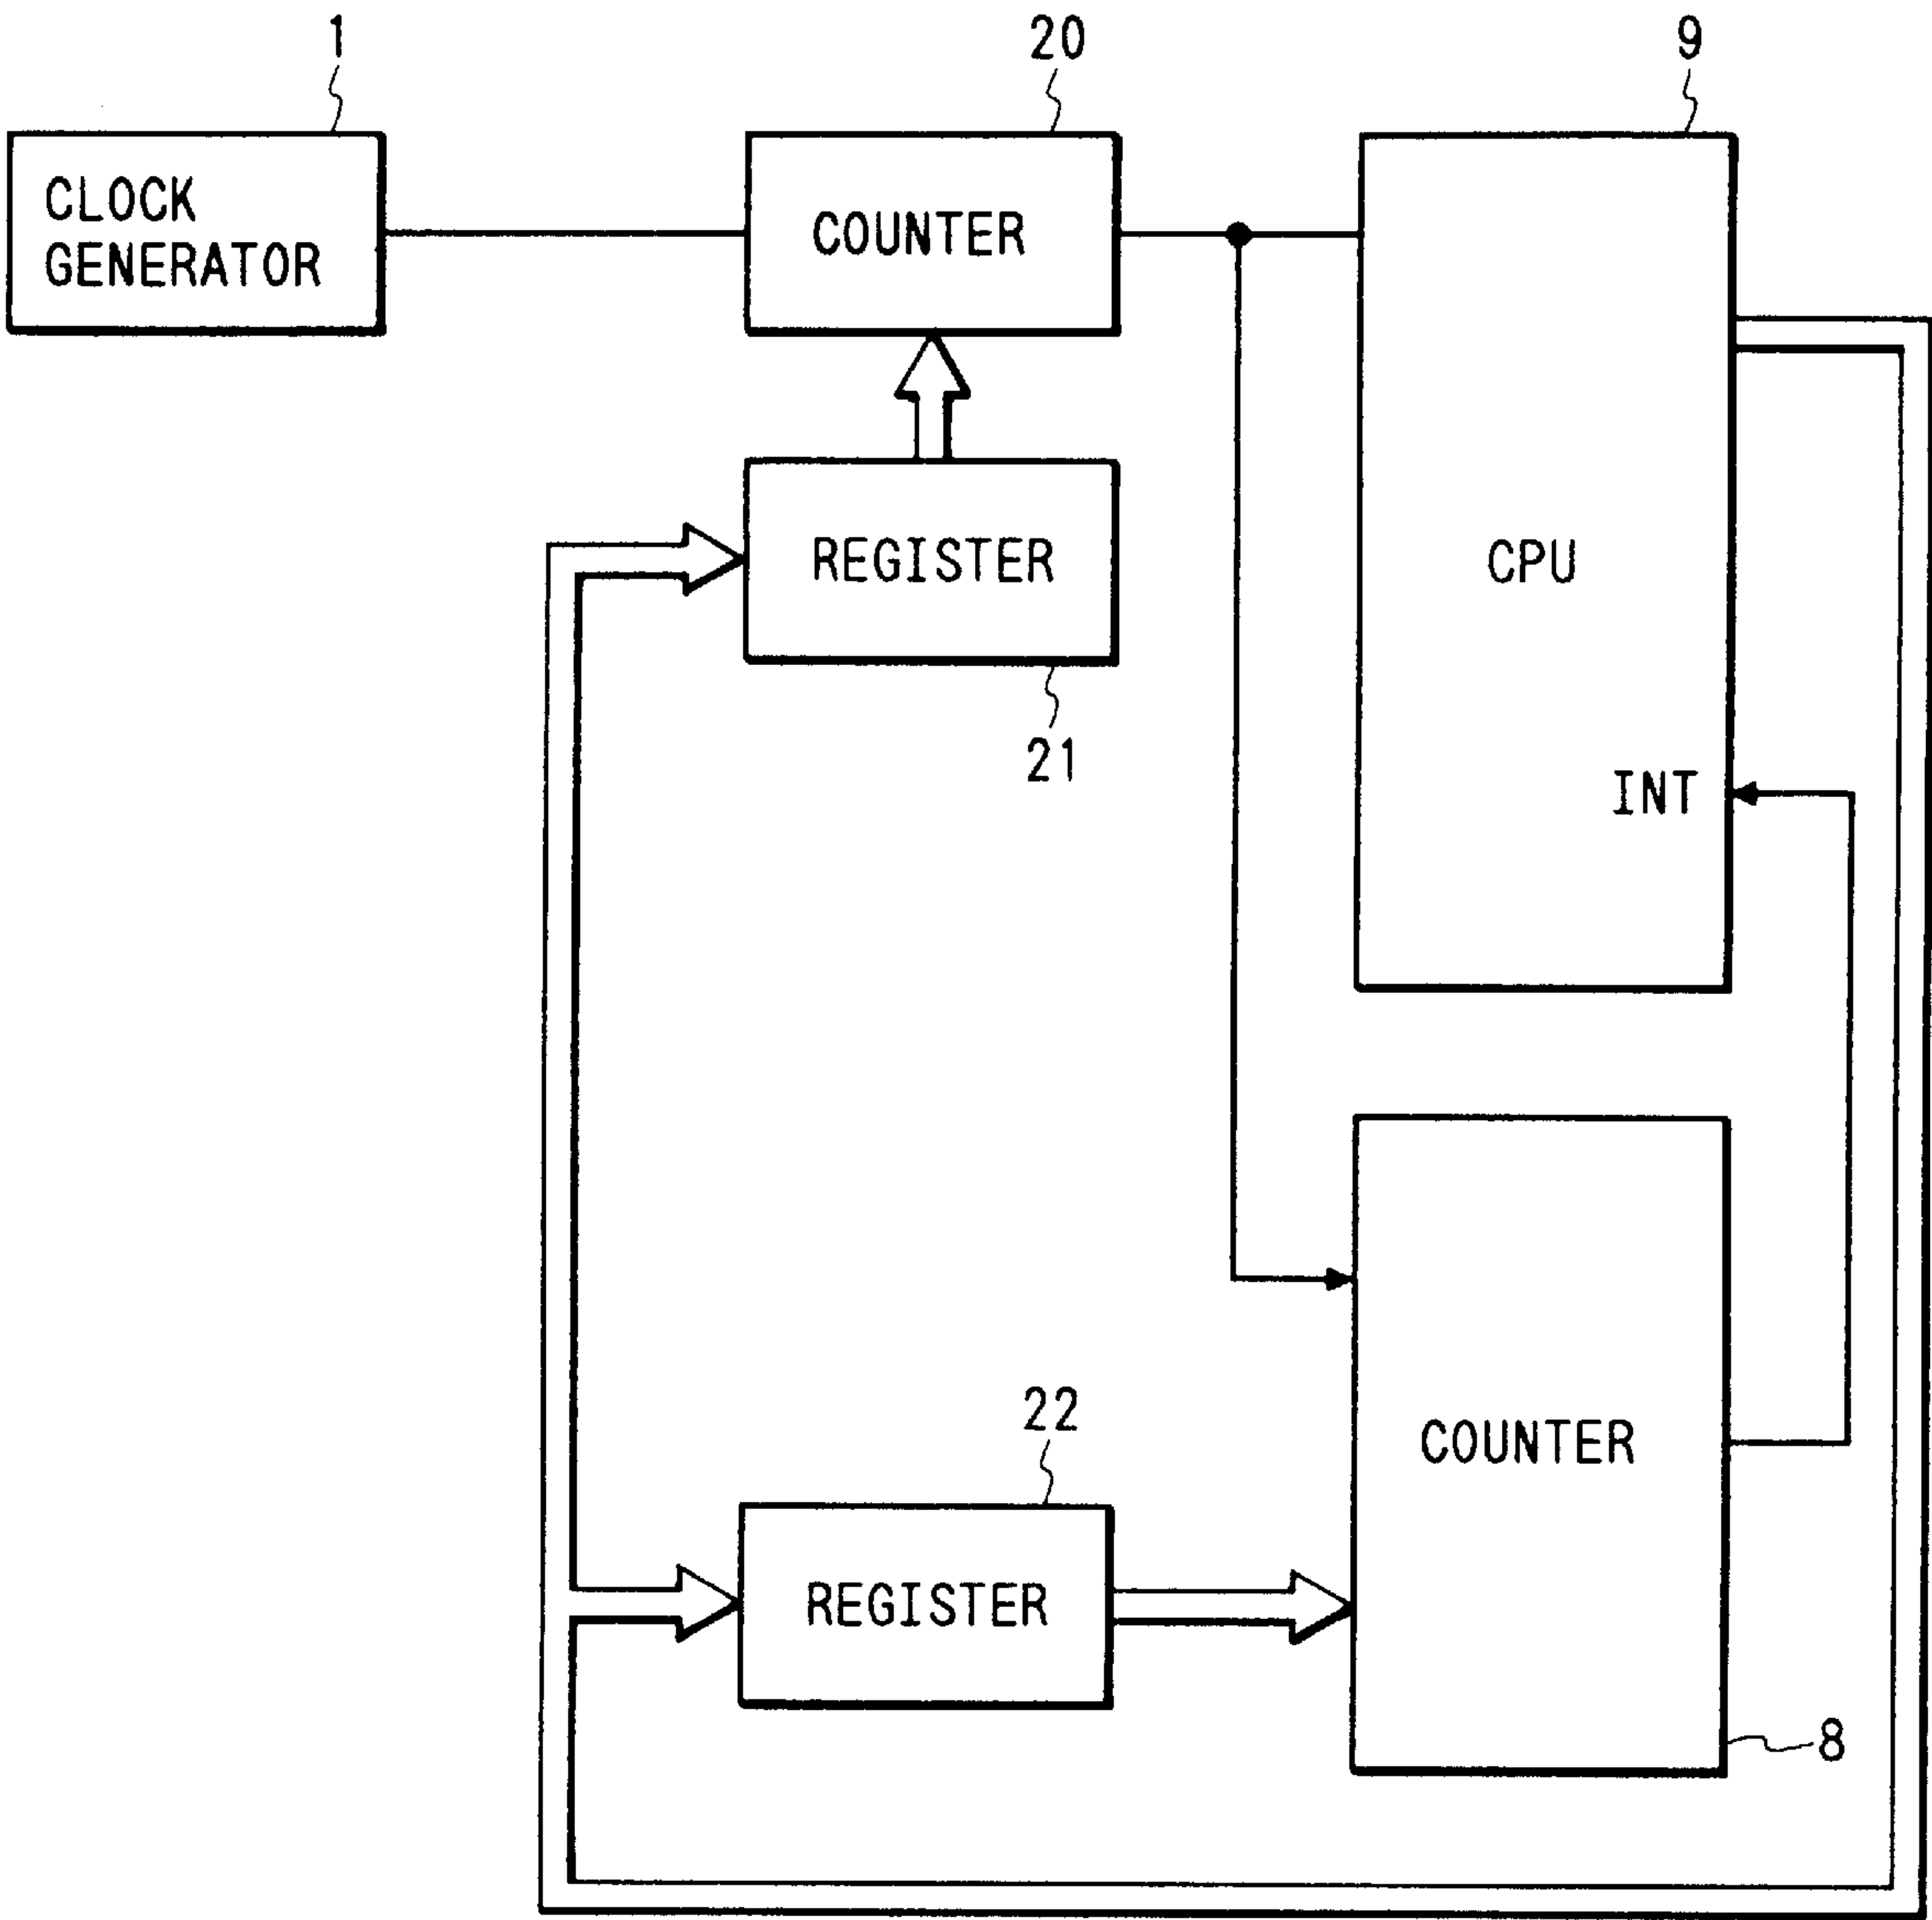 1
20
9
CLOCK
GENERATOR
COUNTER
REGISTER
CPU
21
INT
22
COUNTER
REGISTER
8